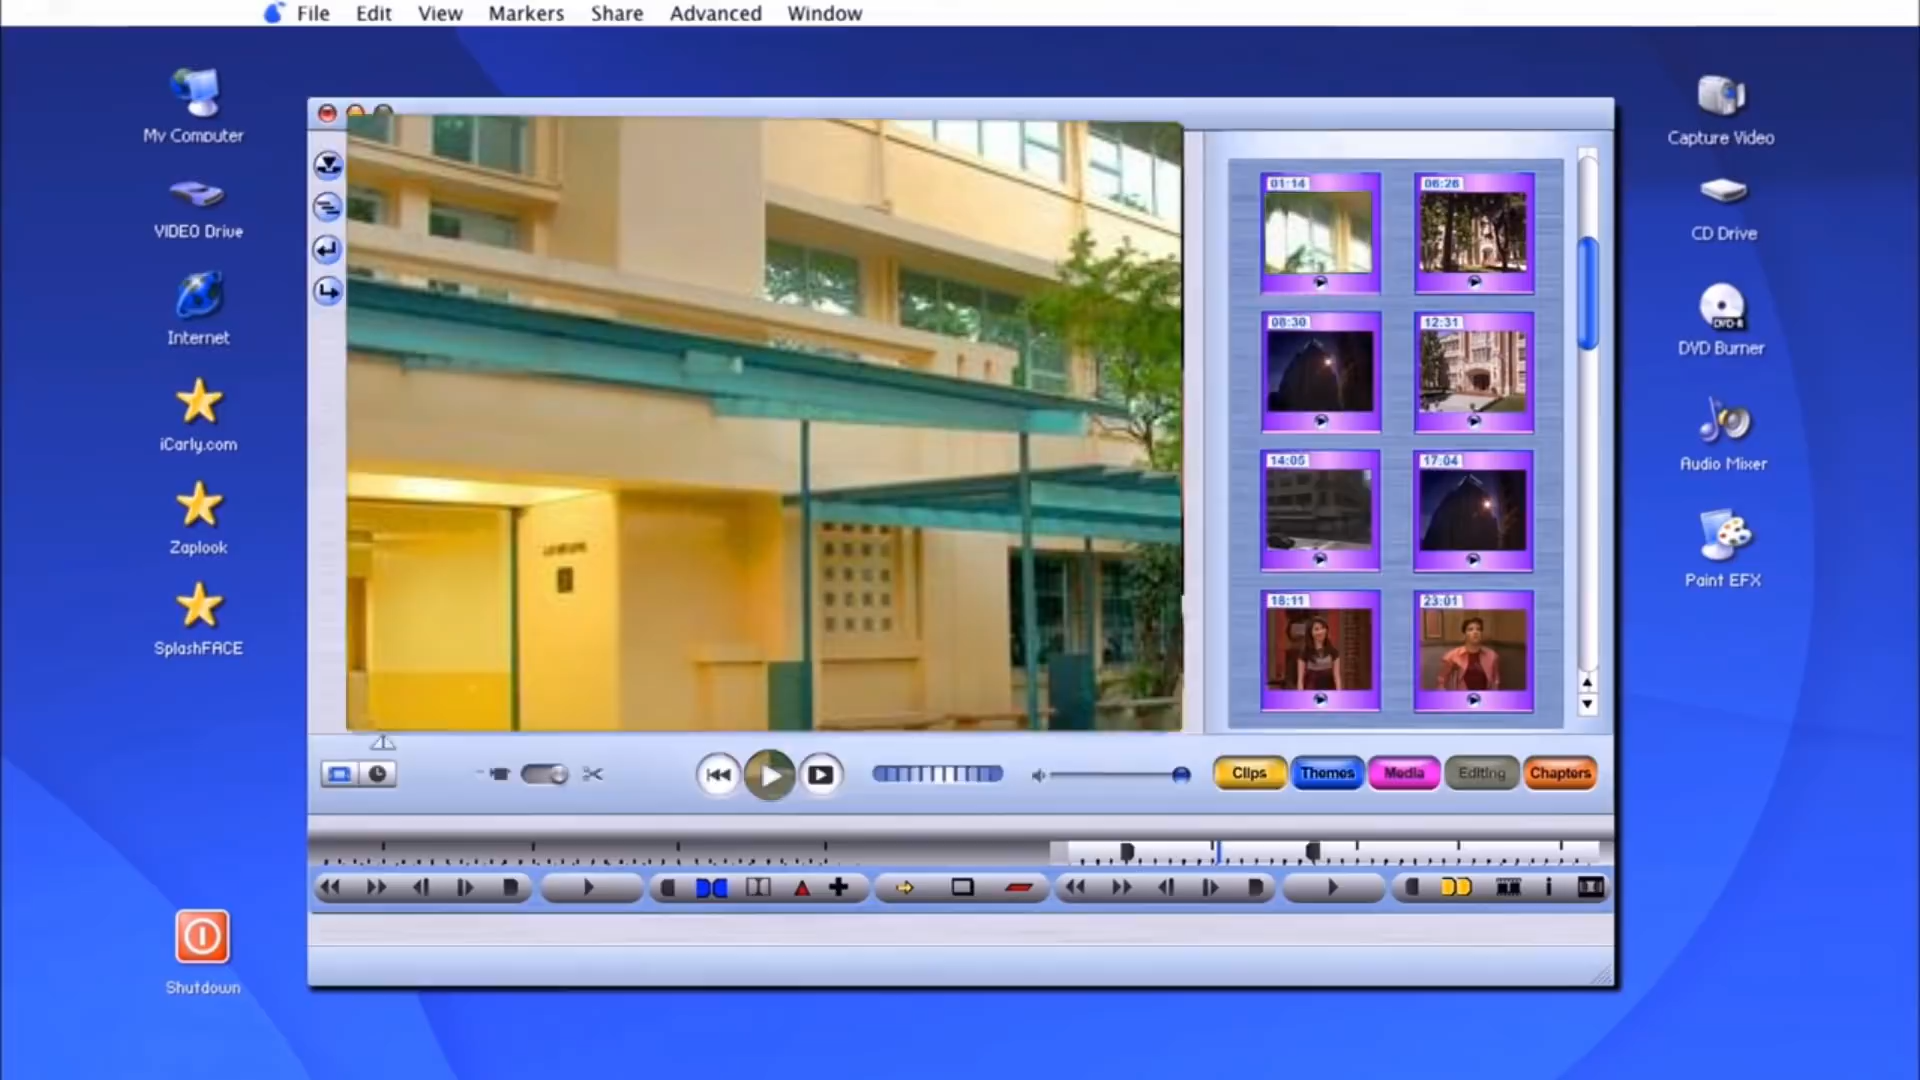 File Edit View Markers Share Advanced Window
My Computer
VIDEO Drive
Internet
iCarly.com
Zaplook
SplashFACE
Shutdown
01:14
06:26
08:30
12:31
14:05
17:04
18:11
23:01
Clips Themes Media Editing Chapters
Capture Video
CD Drive
DVD-R
DVD Burner
Audio Mixer
Paint EFX